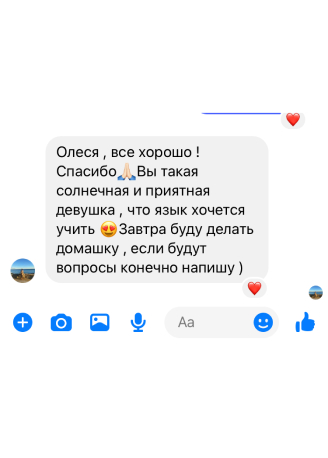 Олеся , все хорошо !
Спасибо🙏🏻Вы такая
солнечная и приятная
девушка , что язык хочется
учить 😍Завтра буду делать
домашку , если будут
вопросы конечно напишу )
Aa